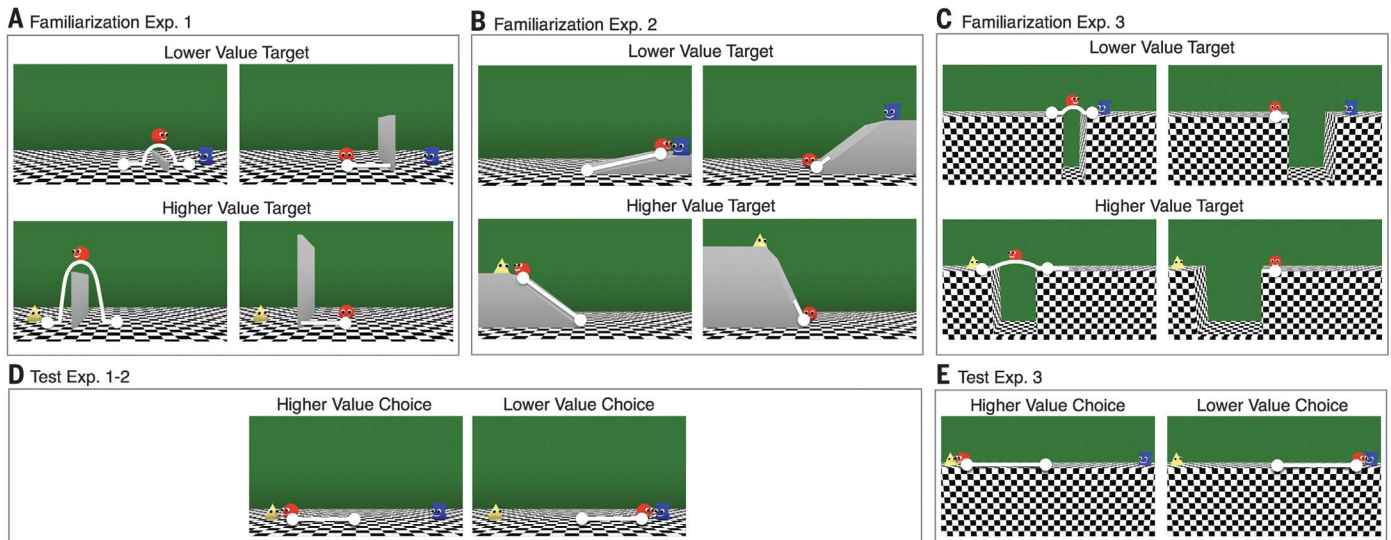 A Familiarization Exp. 1
Lower Value Target
Higher Value Target
B Familiarization Exp. 2
Lower Value Target
Higher Value Target
C Familiarization Exp. 3
Lower Value Target
Higher Value Target
D Test Exp. 1-2
Higher Value Choice
Lower Value Choice
E Test Exp. 3
Higher Value Choice
Lower Value Choice